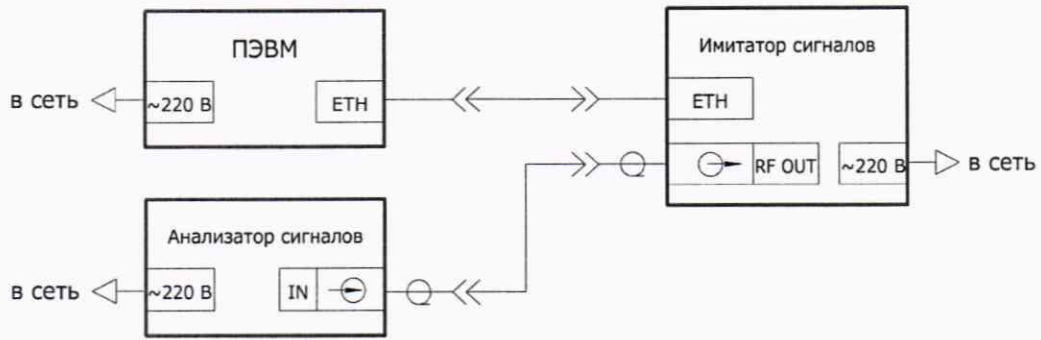 ПЭВМ
Имитатор сигналов
в сеть
~220 В
ETH
ETH
RF OUT
~220 В
в сеть
Анализатор сигналов
в сеть
~220 В
IN